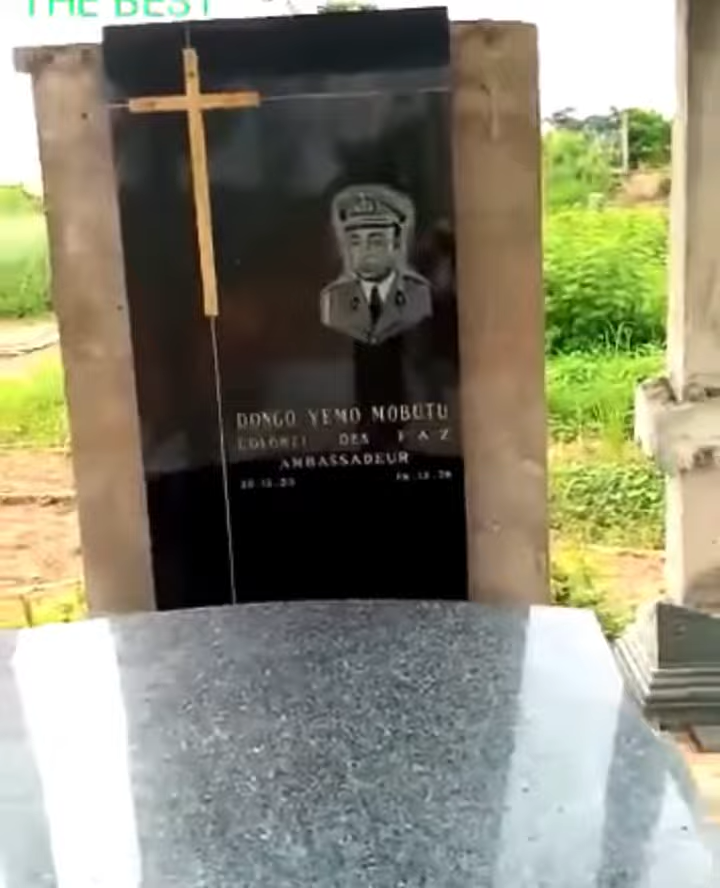 THE BEST
DONGO YEMO MOBUTU
COLONEL DES F A Z
AMBASSADEUR